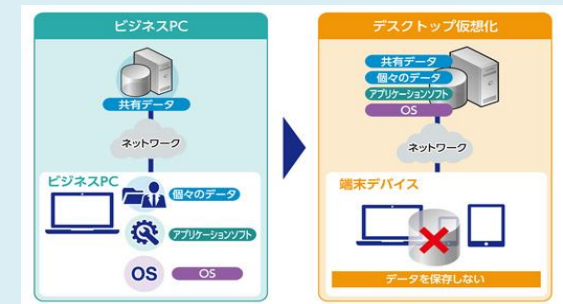 ビジネスPC
共有データ
ネットワーク
ビジネスPC
個々のデータ
アプリケーションソフト
OS
OS
デスクトップ仮想化
共有データ
個々のデータ
アプリケーションソフト
OS
ネットワーク
端末デバイス
データを保存しない